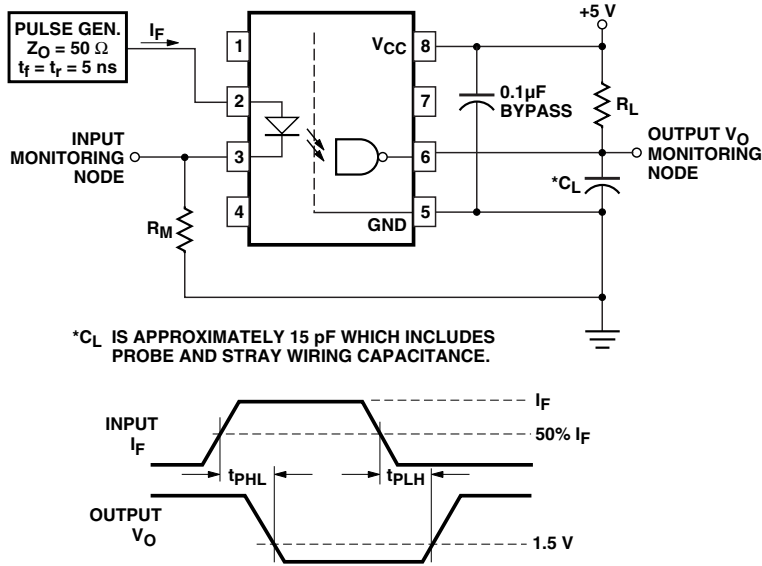 PULSE GEN.
Z_O = 50 Ω
t_f = t_r = 5 ns
I_F
+5 V
1
V_CC
8
2
7
0.1µF
BYPASS
R_L
INPUT
MONITORING
NODE
3
6
OUTPUT V_O
MONITORING
NODE
*C_L
4
GND
5
R_M
*C_L IS APPROXIMATELY 15 pF WHICH INCLUDES
PROBE AND STRAY WIRING CAPACITANCE.
INPUT
I_F
I_F
50% I_F
t_PHL
t_PLH
OUTPUT
V_O
1.5 V